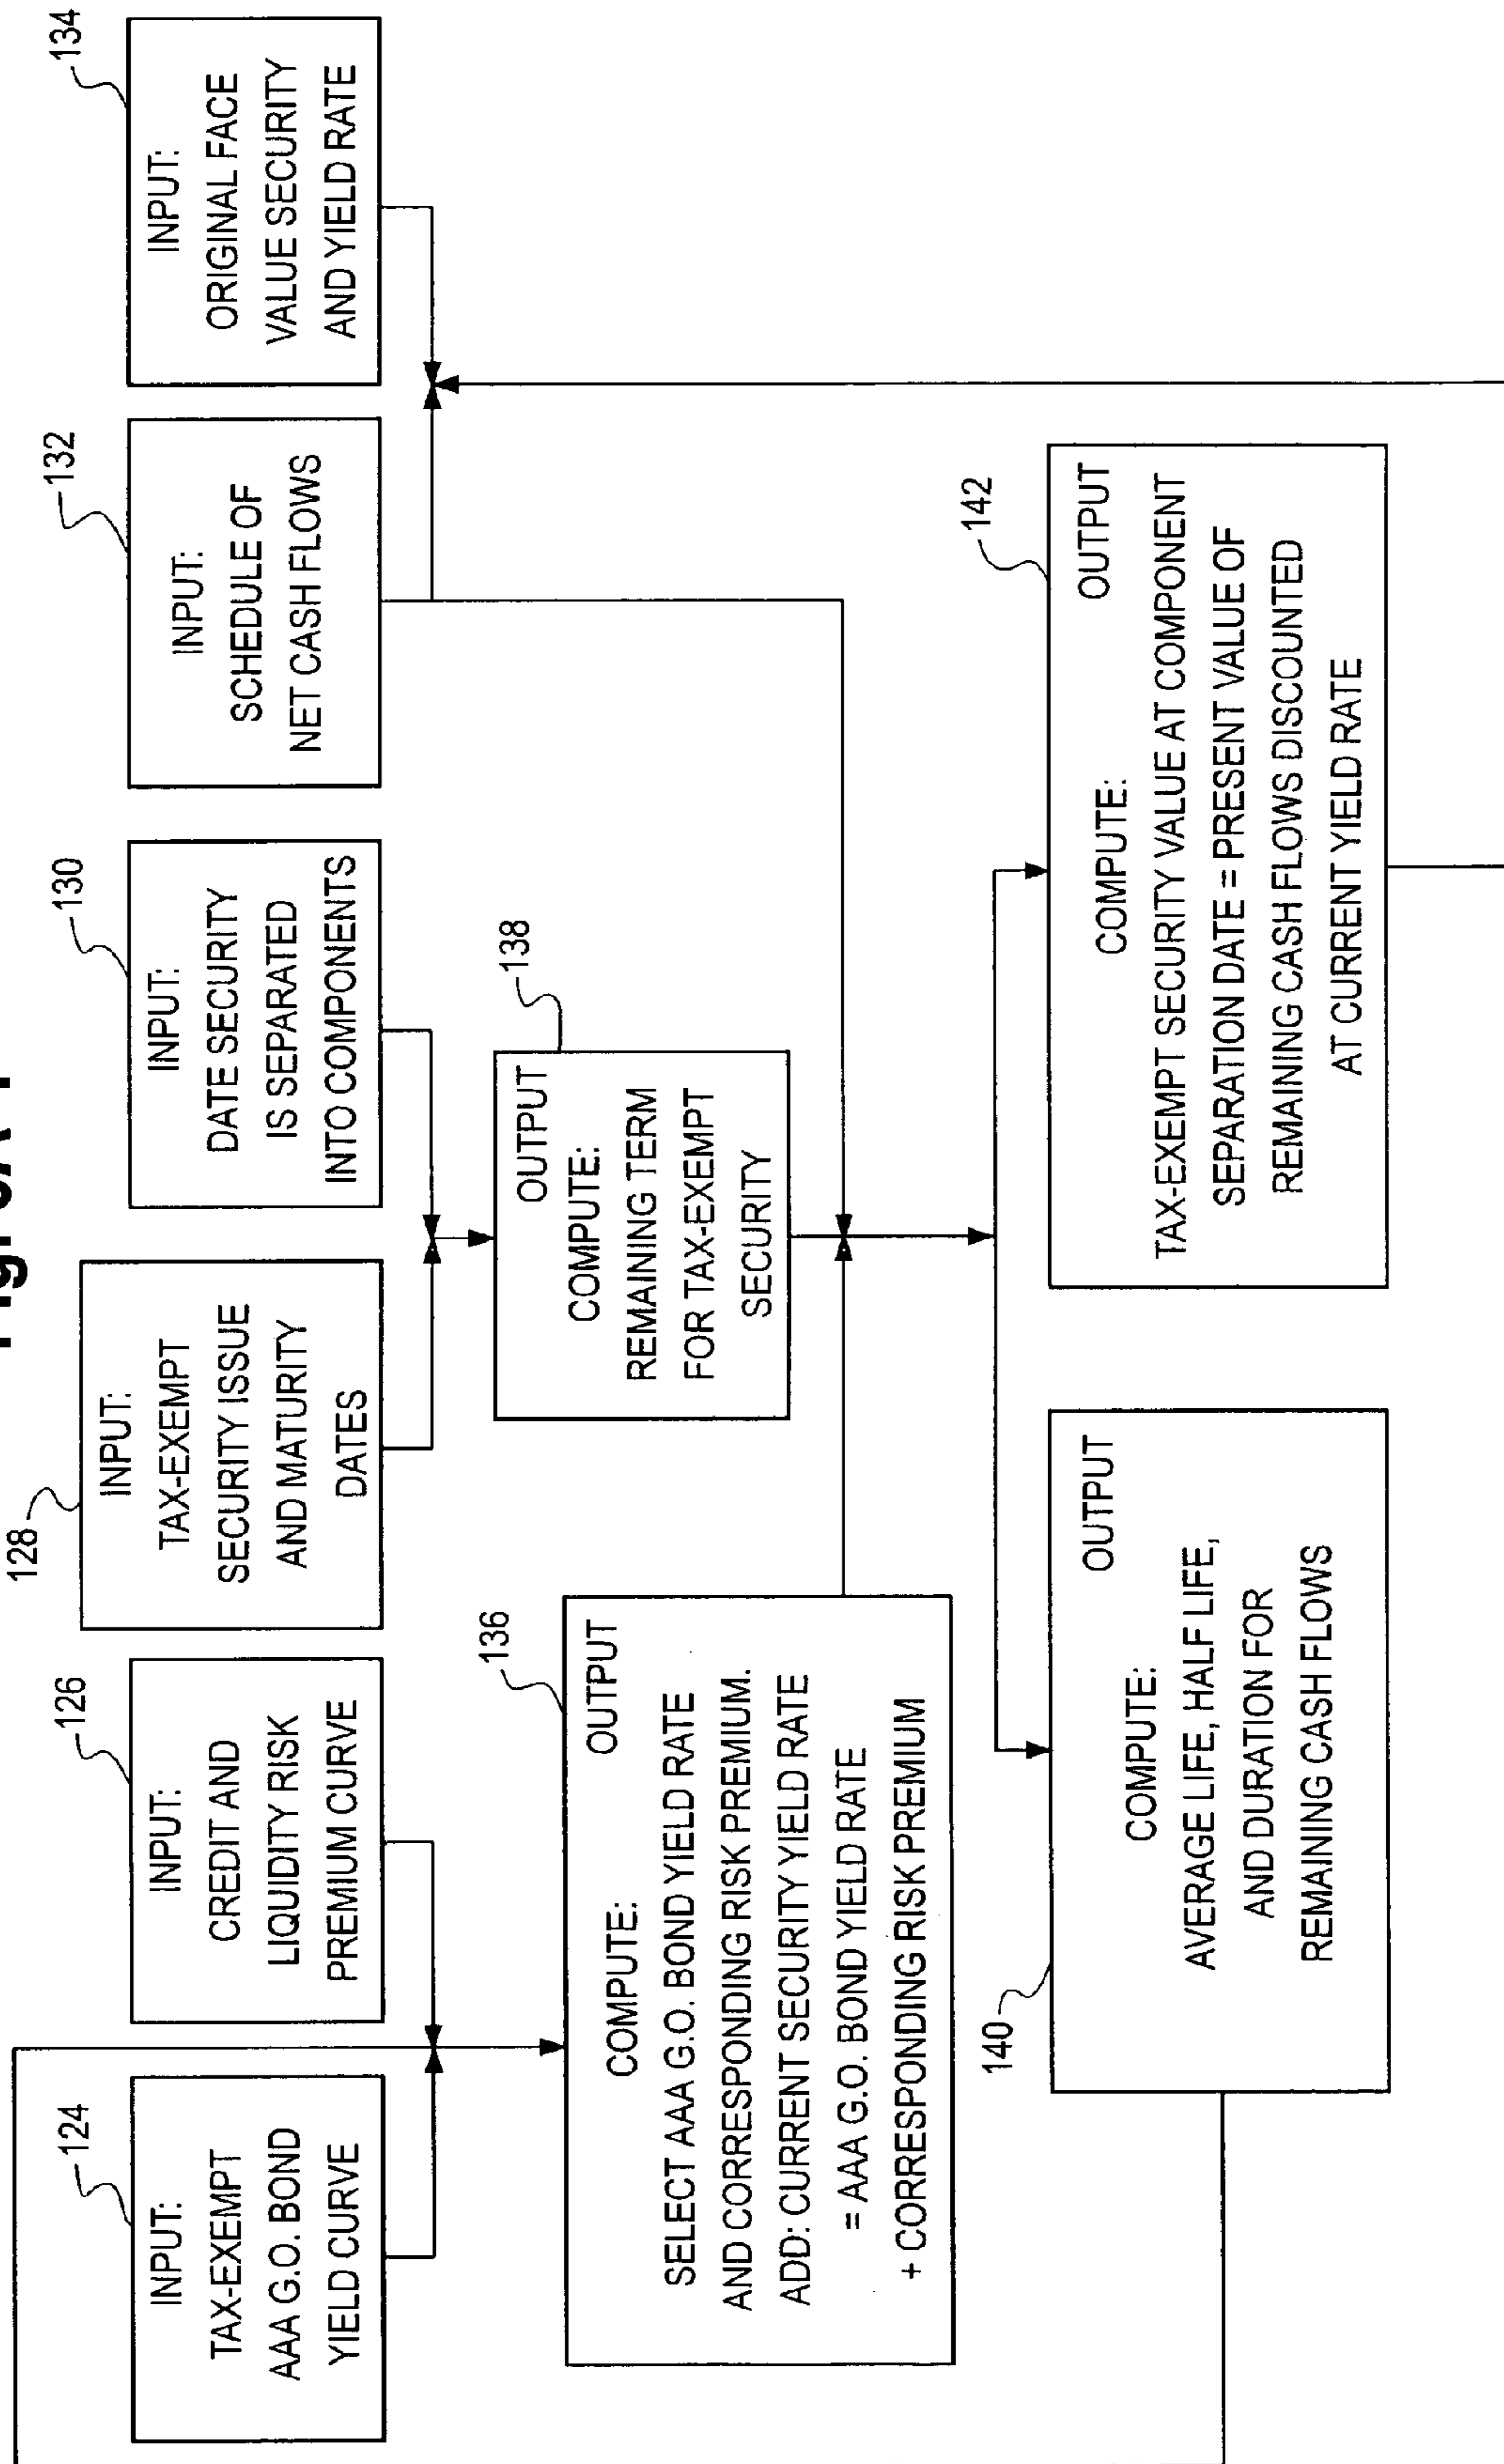 124
INPUT:
TAX-EXEMPT
AAA G.O. BOND
YIELD CURVE
126
INPUT:
CREDIT AND
LIQUIDITY RISK
PREMIUM CURVE
128
INPUT:
TAX-EXEMPT
SECURITY ISSUE
AND MATURITY
DATES
130
INPUT:
DATE SECURITY
IS SEPARATED
INTO COMPONENTS
132
INPUT:
SCHEDULE OF
NET CASH FLOWS
134
INPUT:
ORIGINAL FACE
VALUE SECURITY
AND YIELD RATE
136
OUTPUT
COMPUTE:
SELECT AAA G.O. BOND YIELD RATE
AND CORRESPONDING RISK PREMIUM.
ADD: CURRENT SECURITY YIELD RATE
= AAA G.O. BOND YIELD RATE
+ CORRESPONDING RISK PREMIUM
138
OUTPUT
COMPUTE:
REMAINING TERM
FOR TAX-EXEMPT
SECURITY
140
OUTPUT
COMPUTE:
AVERAGE LIFE, HALF LIFE,
AND DURATION FOR
REMAINING CASH FLOWS
142
OUTPUT
COMPUTE:
TAX-EXEMPT SECURITY VALUE AT COMPONENT
SEPARATION DATE = PRESENT VALUE OF
REMAINING CASH FLOWS DISCOUNTED
AT CURRENT YIELD RATE